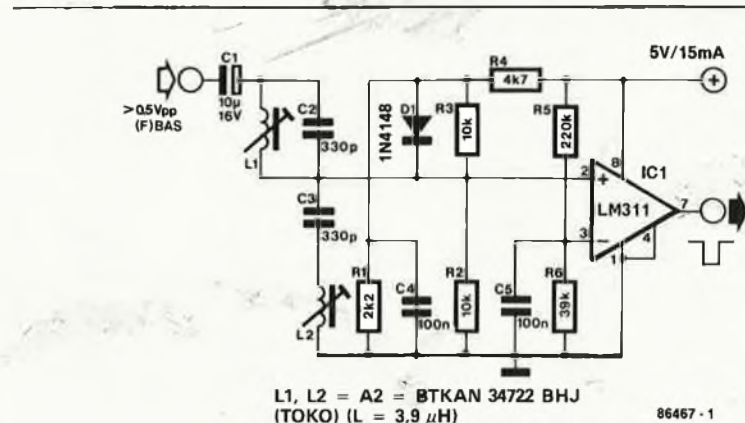 C1
10µ
16V
>0.5Vpp
(F)BAS
L1
C2
330p
C3
330p
L2
R1
2k2
C4
100n
1N4148
D1
R3
10k
R4
4k7
R5
220k
R2
10k
C5
100n
R6
39k
5V/15mA
+
IC1
LM311
2
+
3
−
8
7
4
1
L1, L2 = A2 = BTKAN 34722 BHJ
(TOKO) (L = 3,9 µH)
86467 - 1